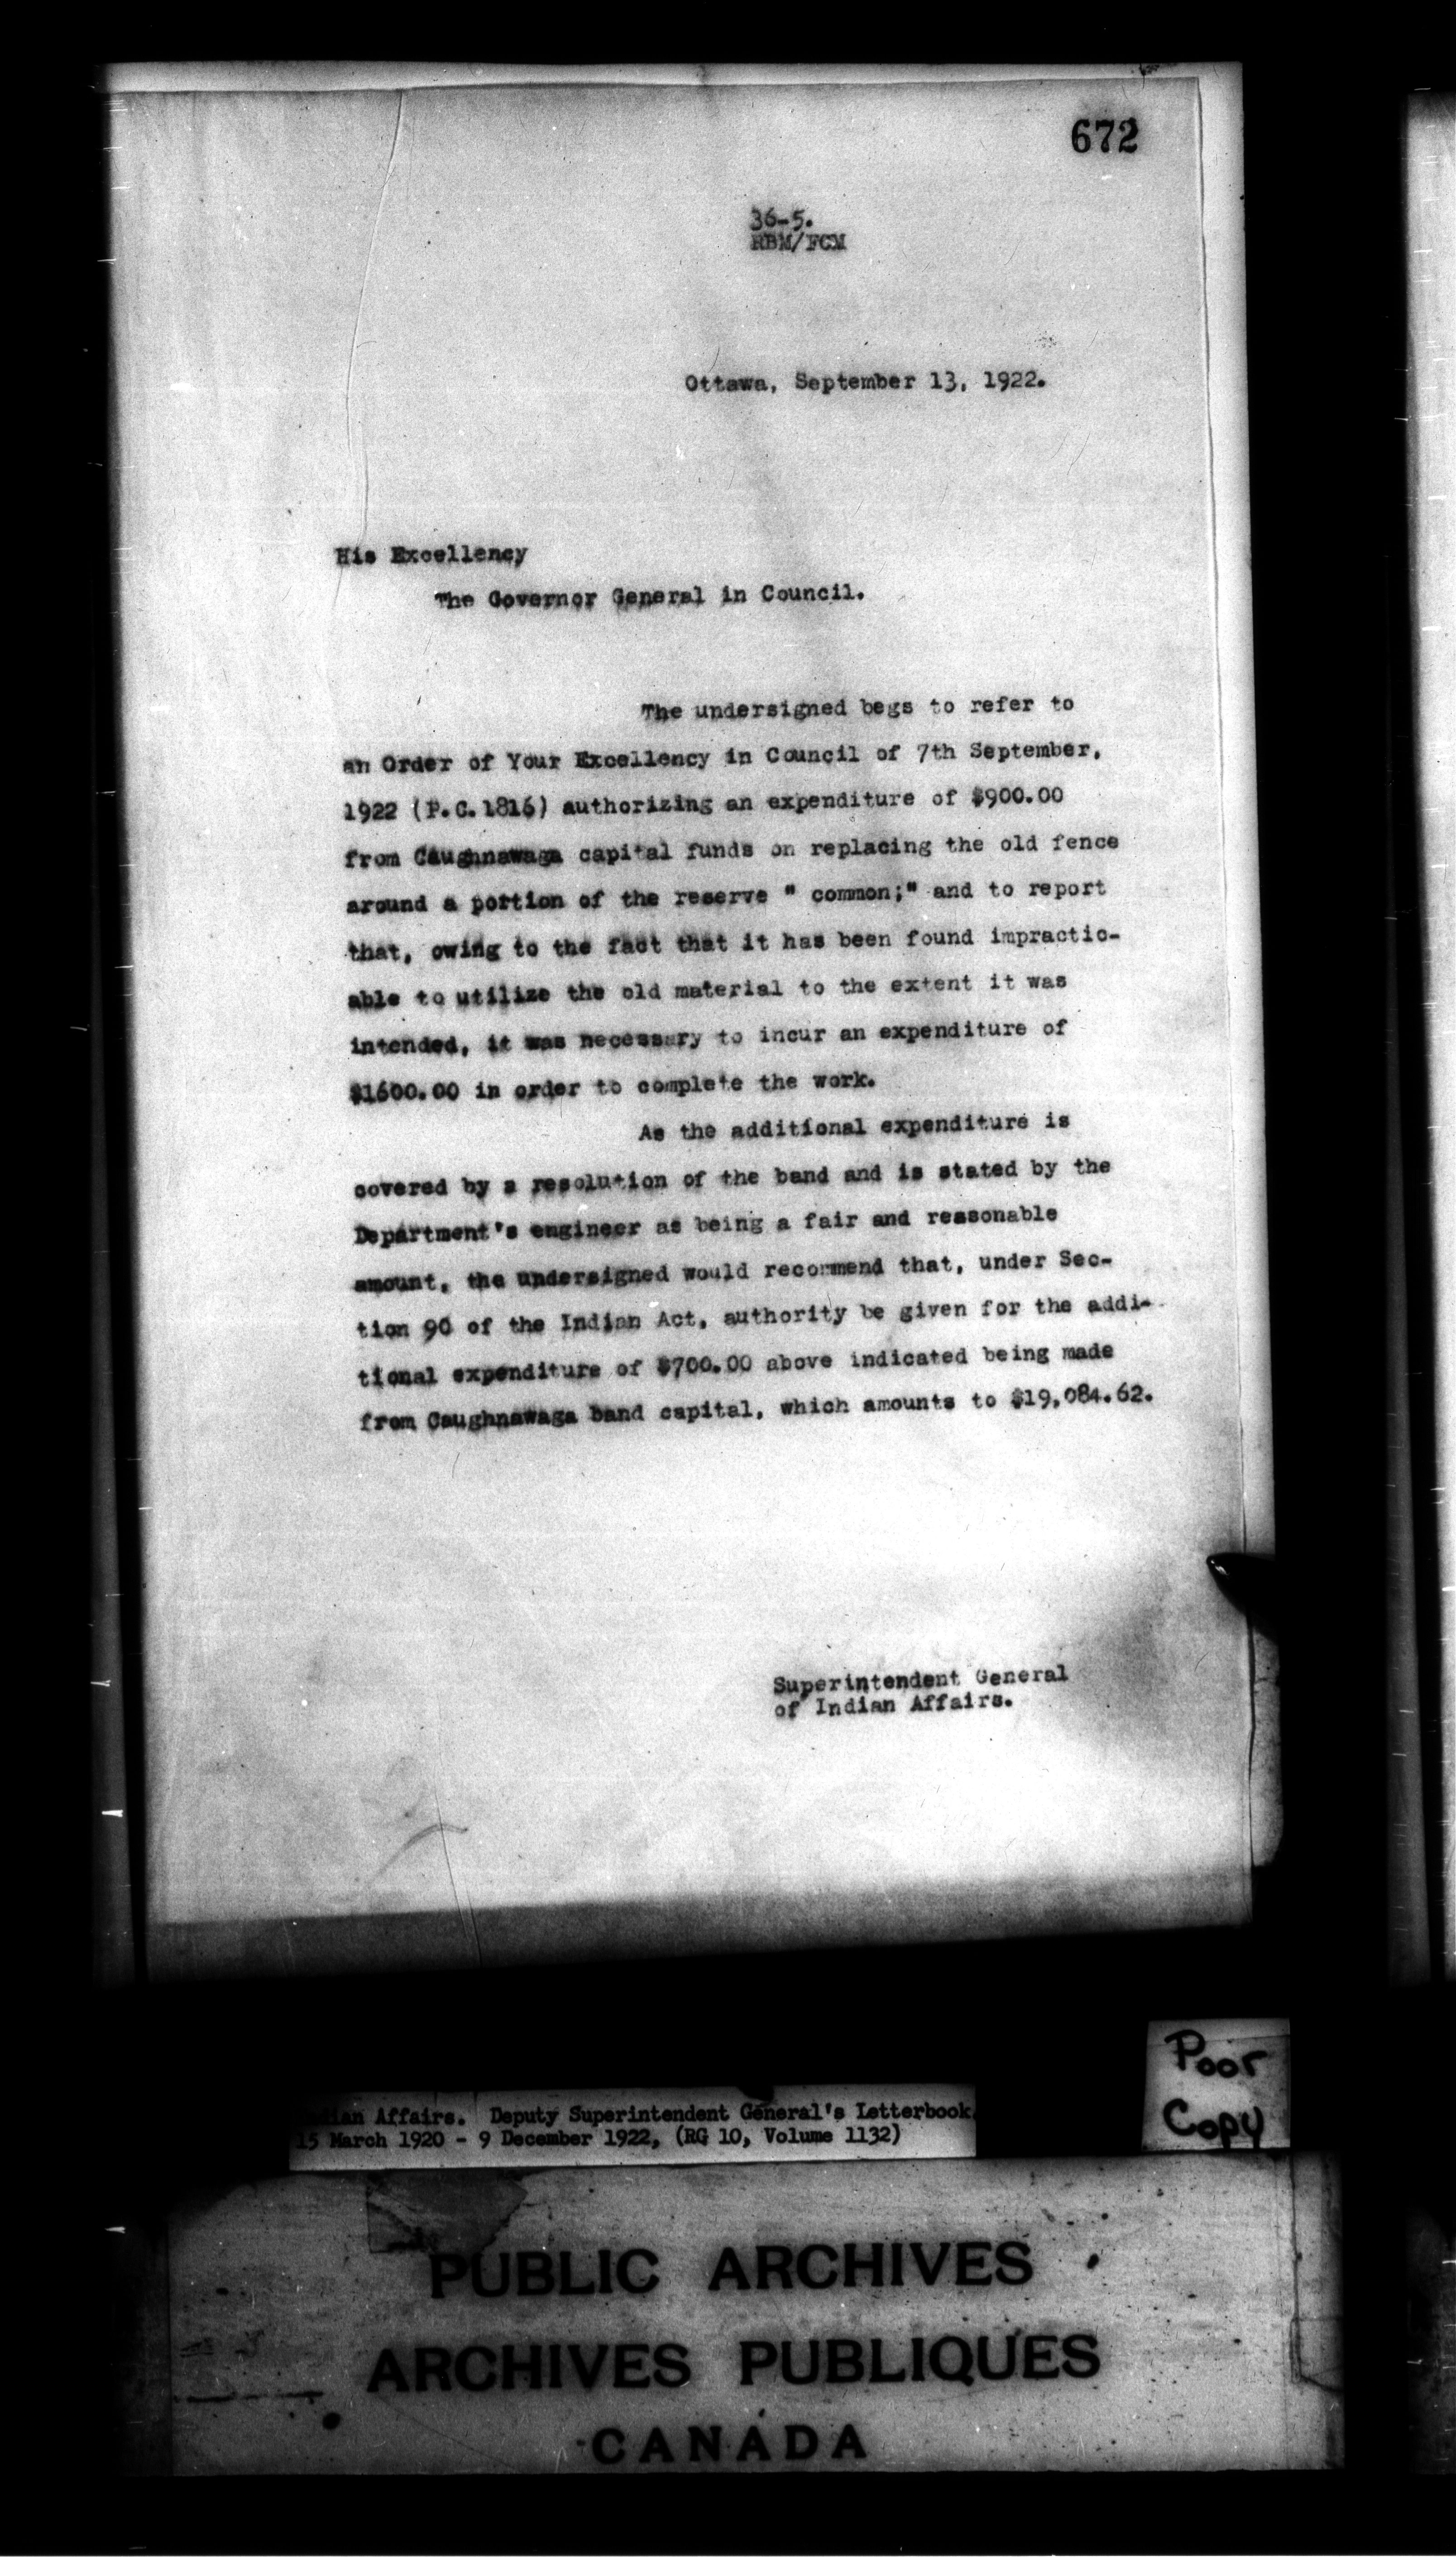 672
36-5.
RBM/FCM
Ottawa, September 13, 1922.
His Excellency
The Governor General in Council.
The undersigned begs to refer to
an Order of Your Excellency in Council of 7th September,
1922 (P.C.1816) authorizing an expenditure of $900.00
from Caughnawaga capital funds on replacing the old fence
around a portion of the reserve " common;" and to report
that, owing to the fact that it has been found impractic-
able to utilize the old material to the extent it was
intended, it was necessary to incur an expenditure of
$1600.00 in order to complete the work.
As the additional expenditure is
covered by a resolution of the band and is stated by the
Department's engineer as being a fair and reasonable
amount, the undersigned would recommend that, under Sec-
tion 90 of the Indian Act, authority be given for the addi-
tional expenditure of $700.00 above indicated being made
from Caughnawaga band capital, which amounts to $19,084.62.
Superintendent General
of Indian Affairs.
Poor
Copy
Indian Affairs. Deputy Superintendent General's Letterbook,
15 March 1920 - 9 December 1922, (RG 10, Volume 1132)
PUBLIC ARCHIVES
ARCHIVES PUBLIQUES
CANADA